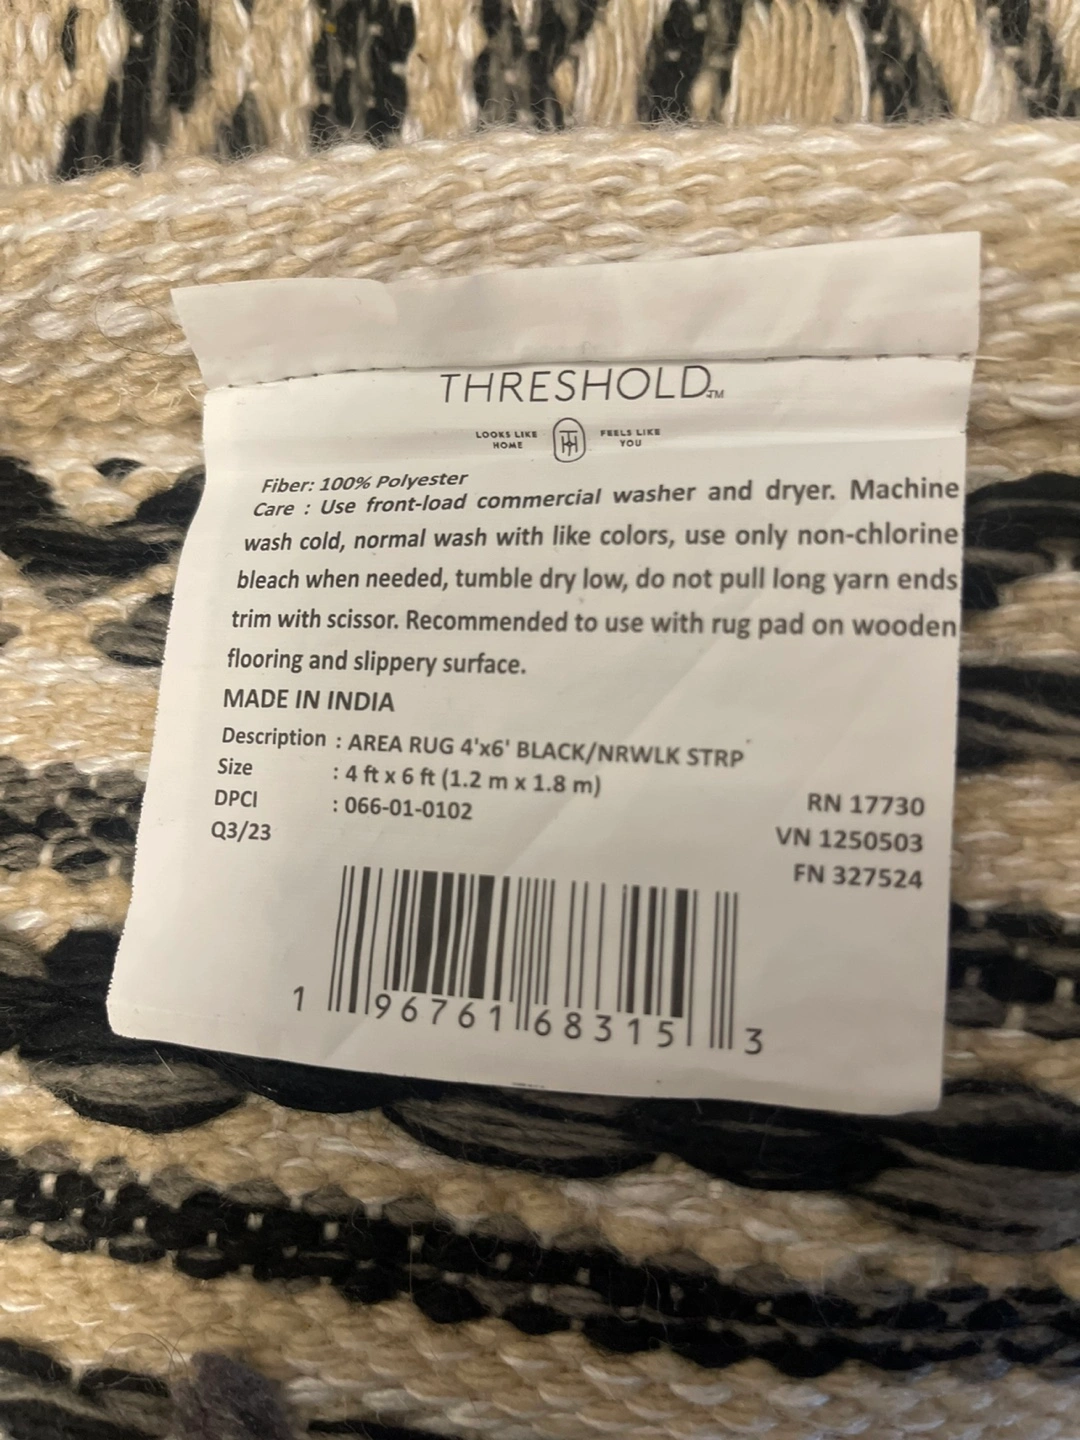 THRESHOLD™
LOOKS LIKE HOME TH FEELS LIKE YOU
Fiber: 100% Polyester
Care : Use front-load commercial washer and dryer. Machine
wash cold, normal wash with like colors, use only non-chlorine
bleach when needed, tumble dry low, do not pull long yarn ends
trim with scissor. Recommended to use with rug pad on wooden
flooring and slippery surface.
MADE IN INDIA
Description : AREA RUG 4'x6' BLACK/NRWLK STRP
Size : 4 ft x 6 ft (1.2 m x 1.8 m)
DPCI : 066-01-0102
Q3/23
RN 17730
VN 1250503
FN 327524
1 96761 68315 3